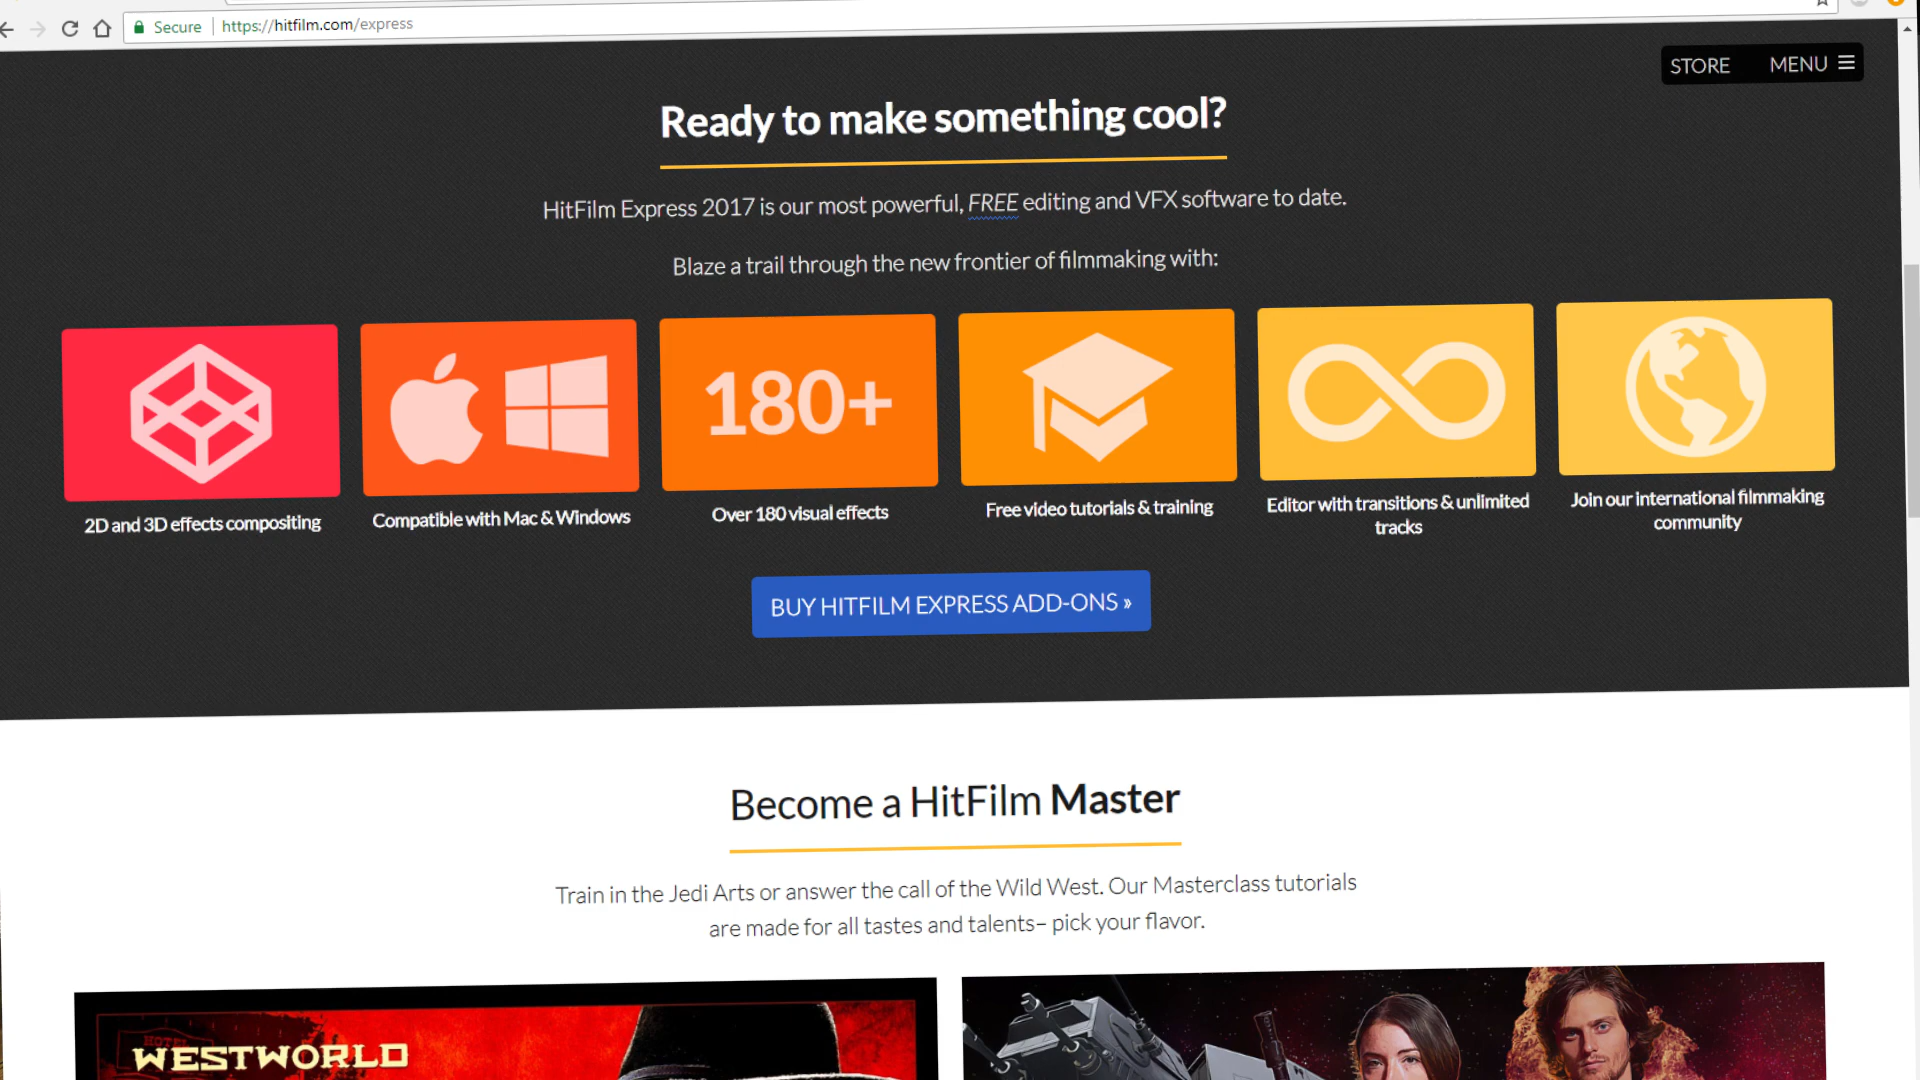 Secure
https://hitfilm.com/express
STORE
MENU
Ready to make something cool?
HitFilm Express 2017 is our most powerful, FREE editing and VFX software to date.
Blaze a trail through the new frontier of filmmaking with:
180+
2D and 3D effects compositing
Compatible with Mac & Windows
Over 180 visual effects
Free video tutorials & training
Editor with transitions & unlimited
tracks
Join our international filmmaking
community
BUY HITFILM EXPRESS ADD-ONS »
Become a HitFilm Master
Train in the Jedi Arts or answer the call of the Wild West. Our Masterclass tutorials
are made for all tastes and talents– pick your flavor.
HOTEL
WESTWORLD